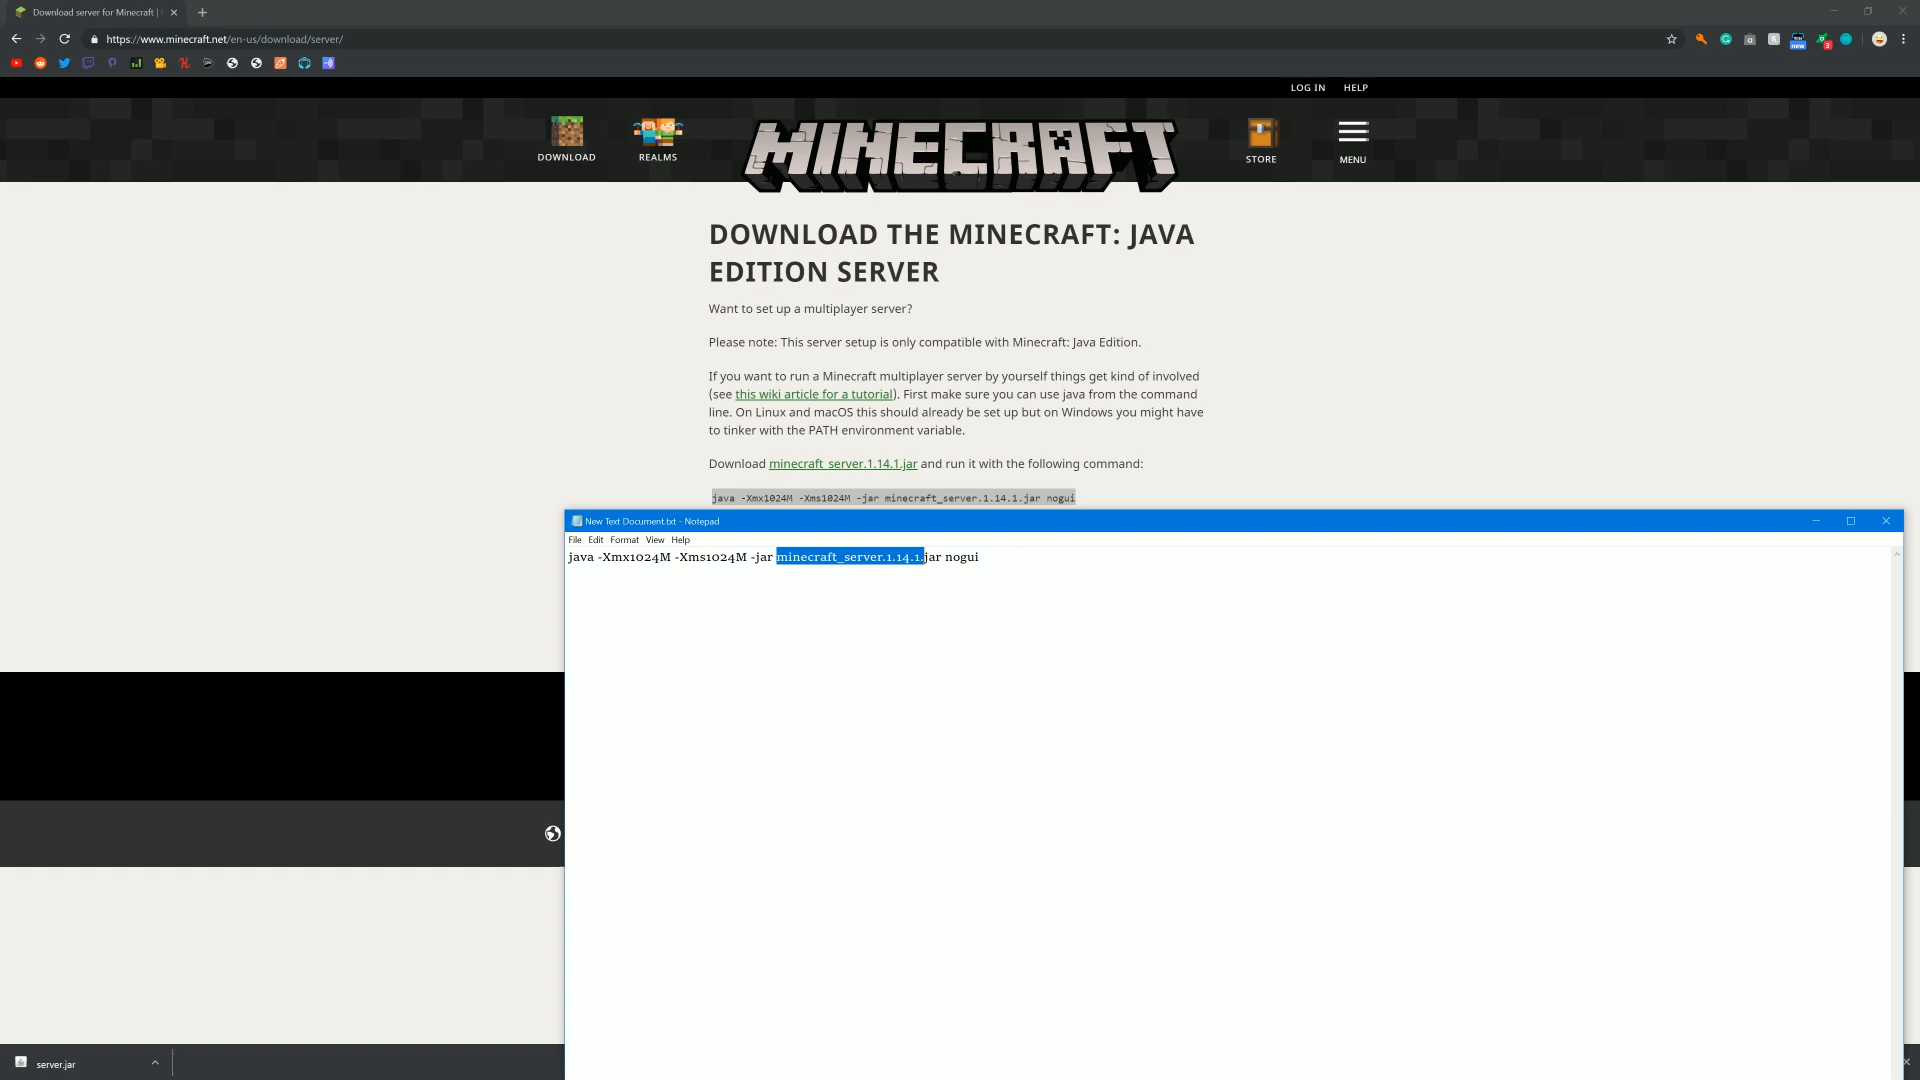 Download server for Minecraft |
https://www.minecraft.net/en-us/download/server/
new
3
LOG IN HELP
DOWNLOAD
REALMS
MINECRAFT
STORE
MENU
DOWNLOAD THE MINECRAFT: JAVA
EDITION SERVER
Want to set up a multiplayer server?
Please note: This server setup is only compatible with Minecraft: Java Edition.
If you want to run a Minecraft multiplayer server by yourself things get kind of involved
(see this wiki article for a tutorial). First make sure you can use java from the command
line. On Linux and macOS this should already be set up but on Windows you might have
to tinker with the PATH environment variable.
Download minecraft_server.1.14.1.jar and run it with the following command:
java -Xmx1024M -Xms1024M -jar minecraft_server.1.14.1.jar nogui
New Text Document.txt - Notepad
File Edit Format View Help
java -Xmx1024M -Xms1024M -jar minecraft_server.1.14.1.jar nogui
server.jar